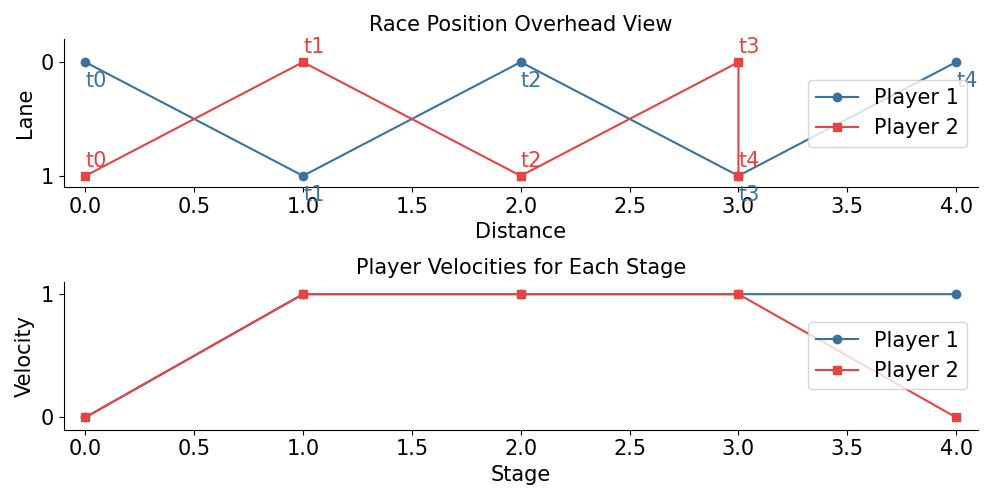 Race Position Overhead View
Lane
0
1
t0
t0
t1
t1
t2
t2
t3
t3
t4
t4
Player 1
Player 2
0.0 0.5 1.0 1.5 2.0 2.5 3.0 3.5 4.0
Distance
Player Velocities for Each Stage
Velocity
1
0
Player 1
Player 2
0.0 0.5 1.0 1.5 2.0 2.5 3.0 3.5 4.0
Stage